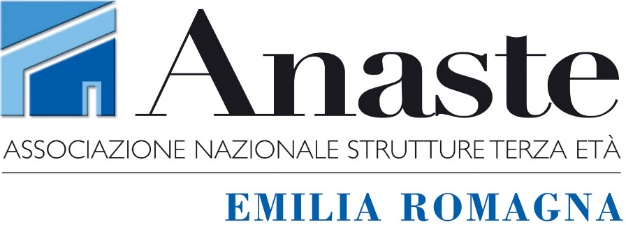 Anaste
ASSOCIAZIONE NAZIONALE STRUTTURE TERZA ETÀ
EMILIA ROMAGNA